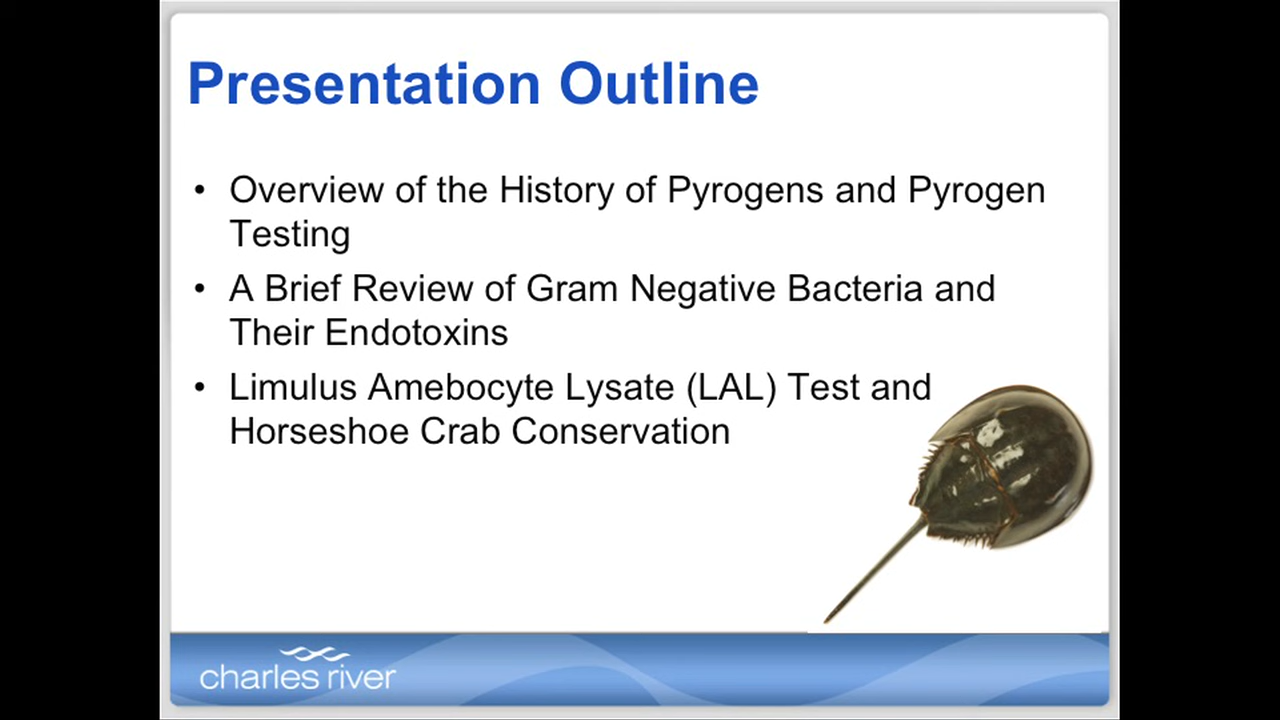 Presentation Outline
• Overview of the History of Pyrogens and Pyrogen
Testing
• A Brief Review of Gram Negative Bacteria and
Their Endotoxins
• Limulus Amebocyte Lysate (LAL) Test and
Horseshoe Crab Conservation
charles river